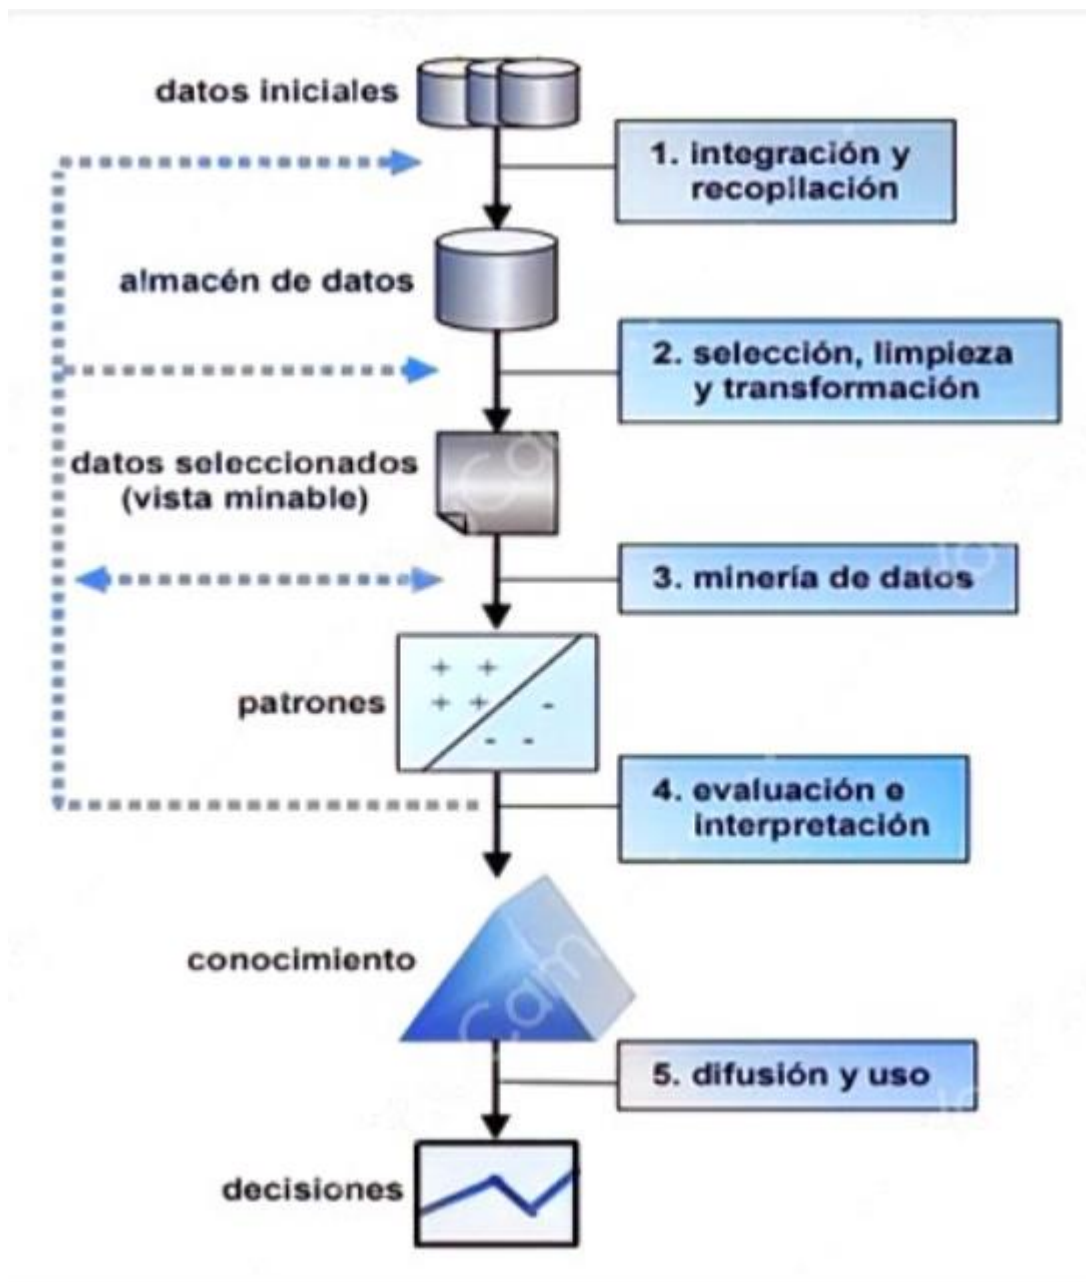 datos iniciales
1. integración y
recopilación
almacén de datos
2. selección, limpieza
y transformación
datos seleccionados
(vista minable)
3. minería de datos
+ +
+ + -
- -
patrones
4. evaluación e
interpretación
conocimiento
Cam
5. difusión y uso
decisiones